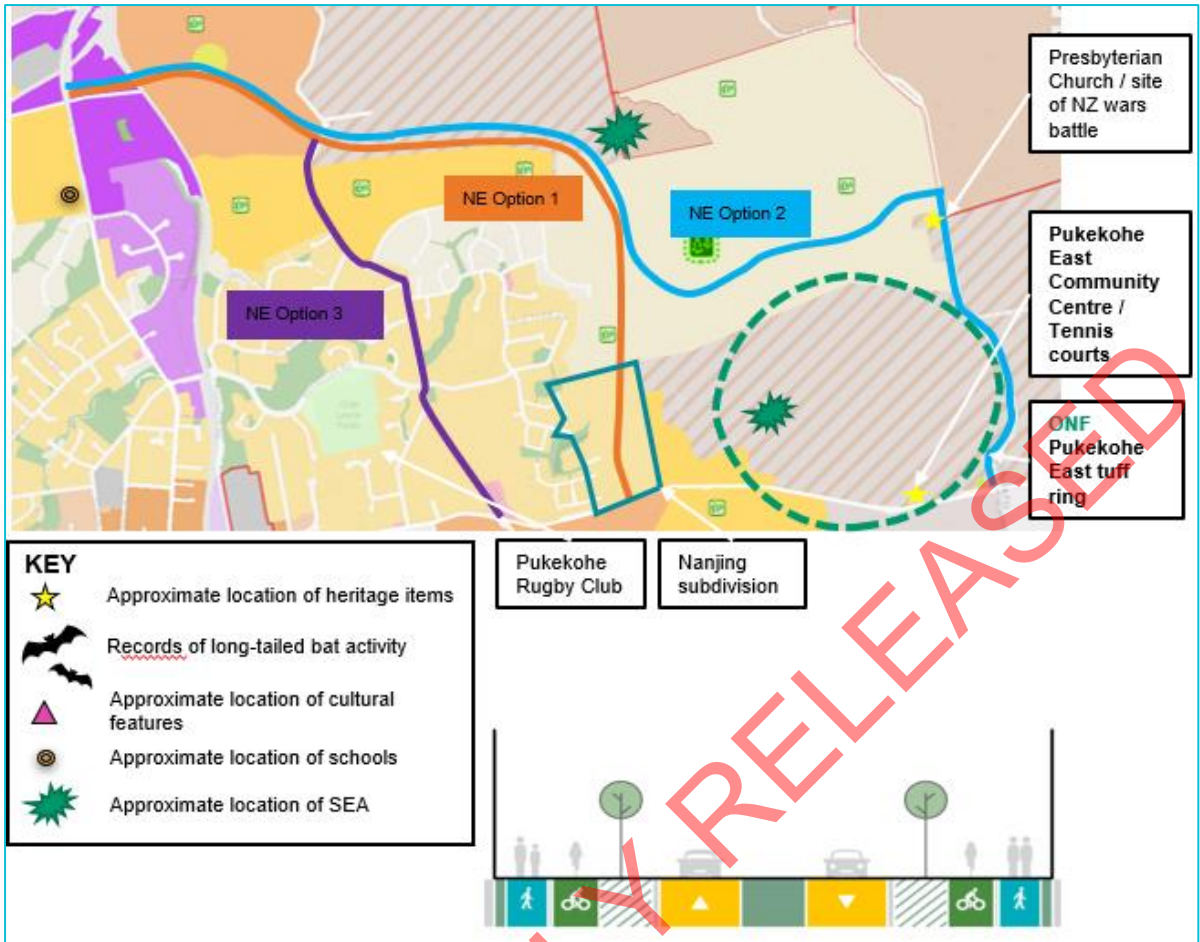 Presbyterian
Church / site
of NZ wars
battle
NE Option 1
NE Option 2
Pukekohe
East
Community
Centre /
Tennis
courts
NE Option 3
ONF
Pukekohe
East tuff
ring
KEY
Approximate location of heritage items
Records of long-tailed bat activity
Approximate location of cultural
features
Approximate location of schools
Approximate location of SEA
Pukekohe
Rugby Club
Nanjing
subdivision
Y RELEASED